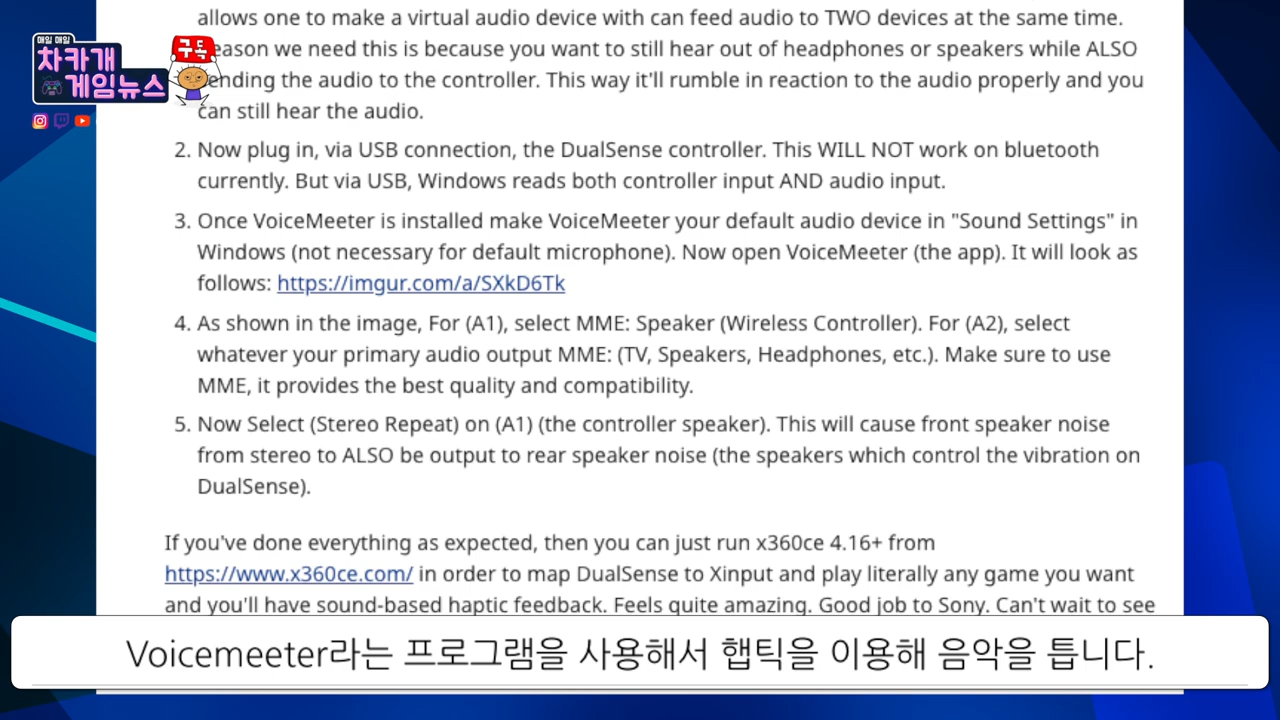 allows one to make a virtual audio device with can feed audio to TWO devices at the same time.
eason we need this is because you want to still hear out of headphones or speakers while ALSO
ending the audio to the controller. This way it'll rumble in reaction to the audio properly and you
can still hear the audio.
매일 매일
차카개
게임뉴스
구독
2. Now plug in, via USB connection, the DualSense controller. This WILL NOT work on bluetooth
currently. But via USB, Windows reads both controller input AND audio input.
3. Once VoiceMeeter is installed make VoiceMeeter your default audio device in "Sound Settings" in
Windows (not necessary for default microphone). Now open VoiceMeeter (the app). It will look as
follows: https://imgur.com/a/SXkD6Tk
4. As shown in the image, For (A1), select MME: Speaker (Wireless Controller). For (A2), select
whatever your primary audio output MME: (TV, Speakers, Headphones, etc.). Make sure to use
MME, it provides the best quality and compatibility.
5. Now Select (Stereo Repeat) on (A1) (the controller speaker). This will cause front speaker noise
from stereo to ALSO be output to rear speaker noise (the speakers which control the vibration on
DualSense).
If you've done everything as expected, then you can just run x360ce 4.16+ from
https://www.x360ce.com/ in order to map DualSense to Xinput and play literally any game you want
and you'll have sound-based haptic feedback. Feels quite amazing. Good job to Sony. Can't wait to see
Voicemeeter라는 프로그램을 사용해서 햅틱을 이용해 음악을 틉니다.